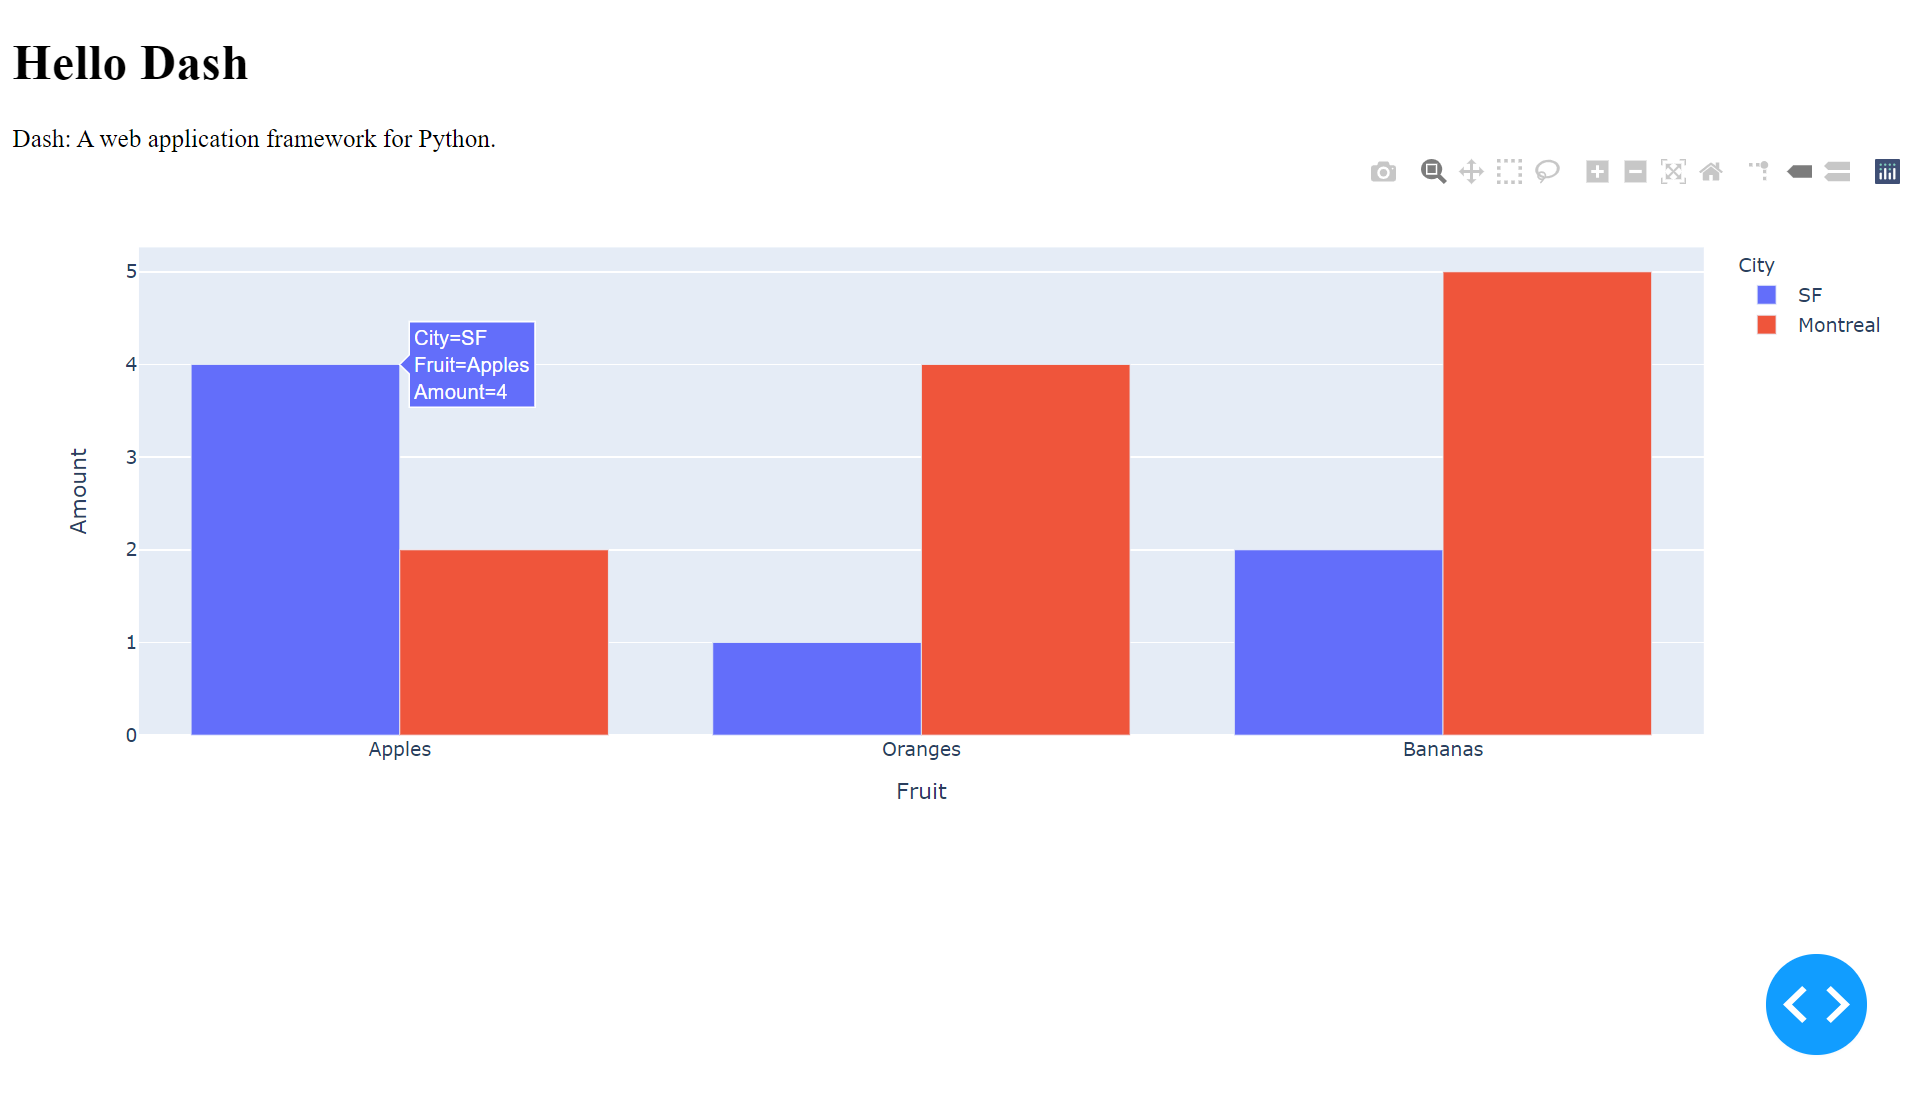 Hello Dash
Dash: A web application framework for Python.
City
SF
Montreal
5
4
3
2
1
0
Amount
City=SF
Fruit=Apples
Amount=4
Apples Oranges Bananas
Fruit